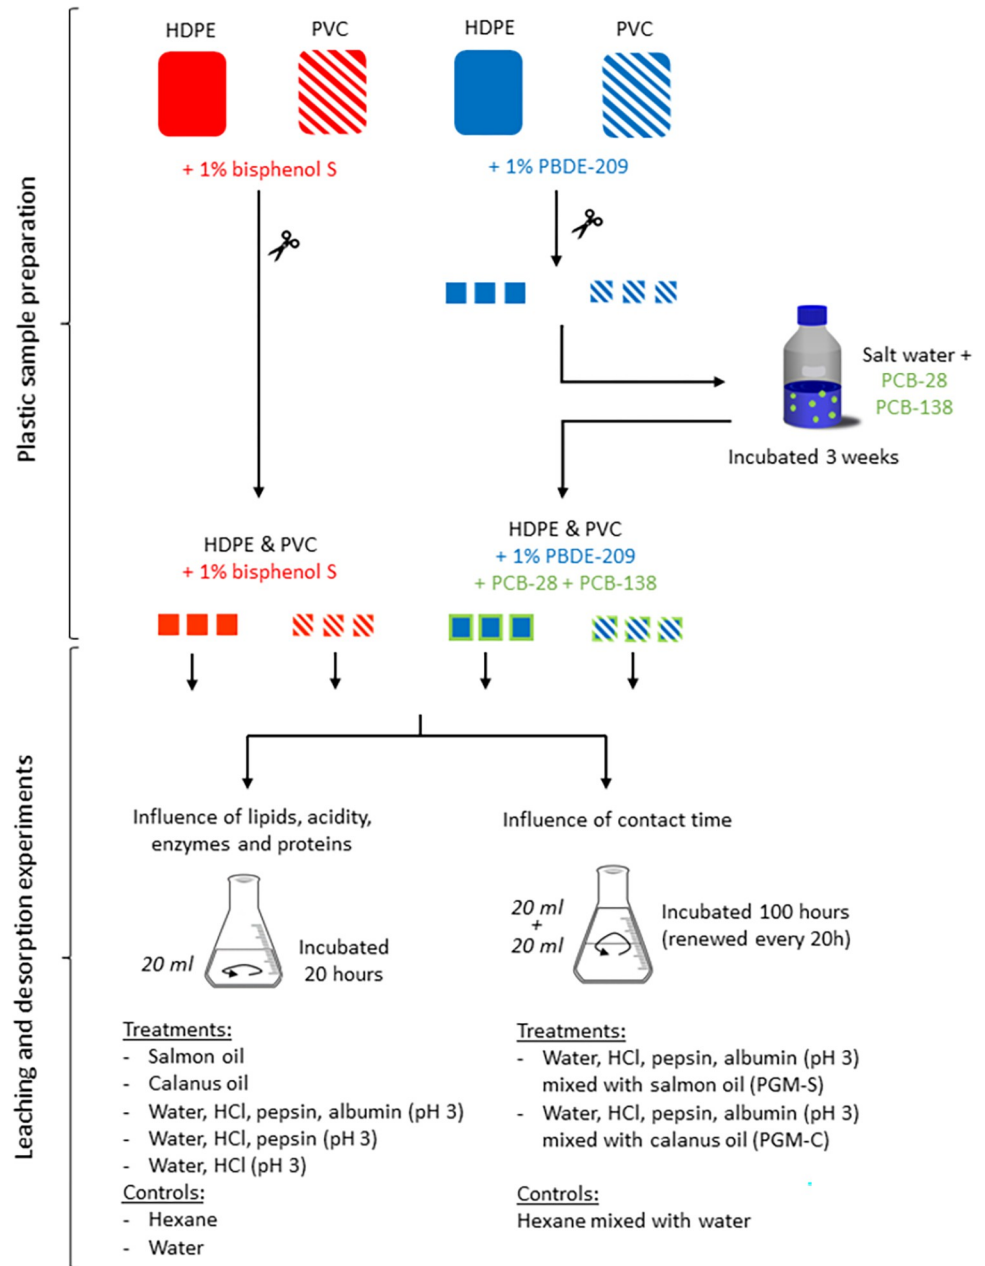 Plastic sample preparation
HDPE
PVC
HDPE
PVC
+ 1% bisphenol S
+ 1% PBDE-209
Salt water +
PCB-28
PCB-138
Incubated 3 weeks
HDPE & PVC
+ 1% bisphenol S
HDPE & PVC
+ 1% PBDE-209
+ PCB-28 + PCB-138
Leaching and desorption experiments
Influence of lipids, acidity,
enzymes and proteins
20 ml
Incubated
20 hours
Treatments:
- Salmon oil
- Calanus oil
- Water, HCl, pepsin, albumin (pH 3)
- Water, HCl, pepsin (pH 3)
- Water, HCl (pH 3)
Controls:
- Hexane
- Water
Influence of contact time
20 ml
+
20 ml
Incubated 100 hours
(renewed every 20h)
Treatments:
- Water, HCl, pepsin, albumin (pH 3)
mixed with salmon oil (PGM-S)
- Water, HCl, pepsin, albumin (pH 3)
mixed with calanus oil (PGM-C)
Controls:
Hexane mixed with water